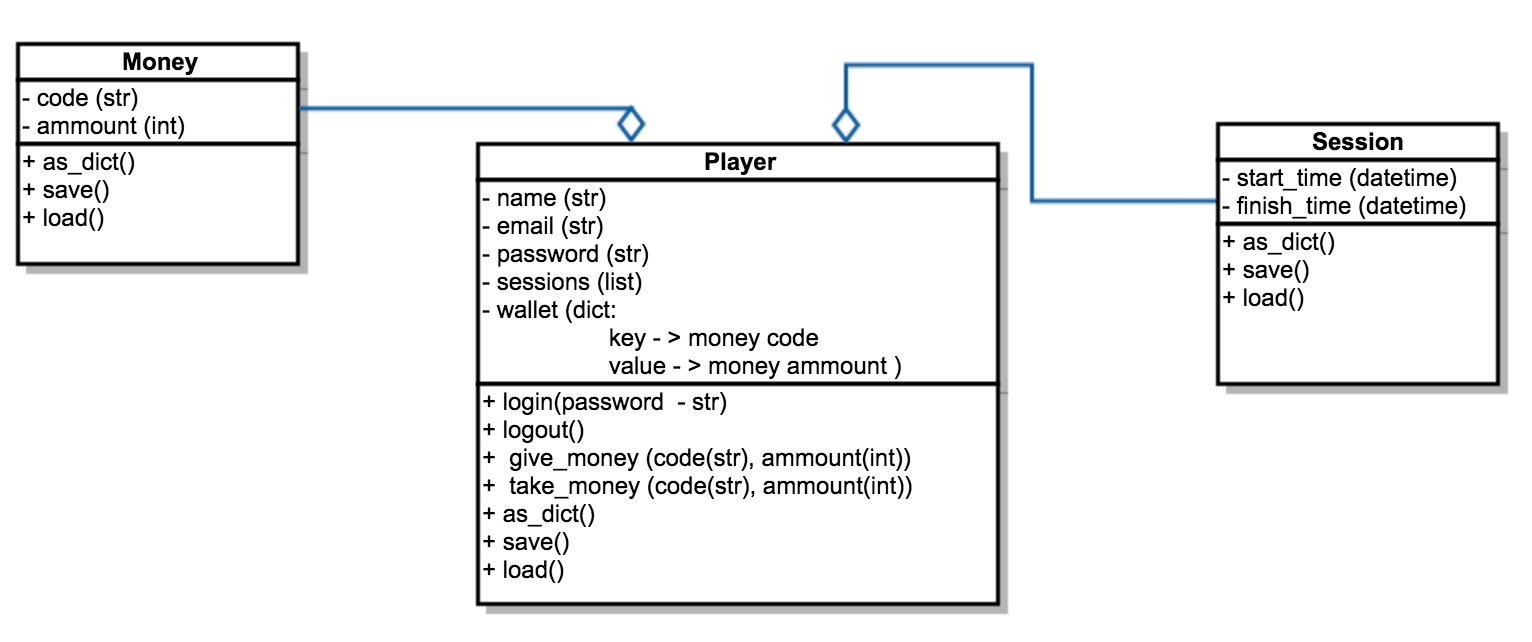 Money
- code (str)
- ammount (int)
+ as_dict()
+ save()
+ load()
Player
- name (str)
- email (str)
- password (str)
- sessions (list)
- wallet (dict:
key - > money code
value - > money ammount )
+ login(password  - str)
+ logout()
+  give_money (code(str), ammount(int))
+  take_money (code(str), ammount(int))
+ as_dict()
+ save()
+ load()
Session
- start_time (datetime)
- finish_time (datetime)
+ as_dict()
+ save()
+ load()